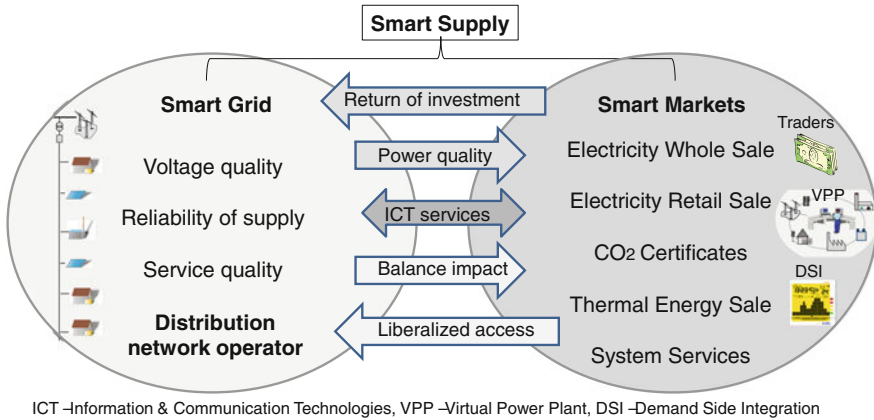 Smart Supply
Smart Grid
Voltage quality
Reliability of supply
Service quality
Distribution
network operator
Return of investment
Power quality
ICT services
Balance impact
Liberalized access
Smart Markets
Electricity Whole Sale
Electricity Retail Sale
CO2 Certificates
Thermal Energy Sale
System Services
Traders
VPP
DSI
ICT –Information & Communication Technologies, VPP –Virtual Power Plant, DSI –Demand Side Integration